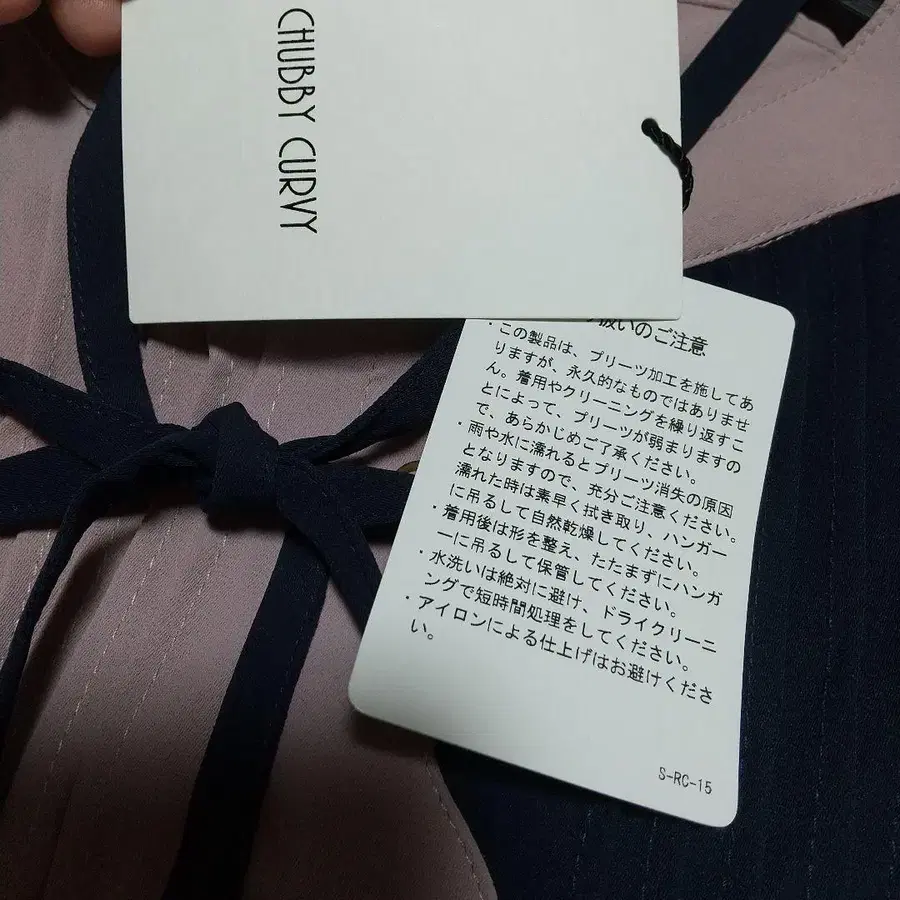 CHUBBY CURVY
扱いのご注意
・この製品は、プリーツ加工を施してあ
りますが、永久的なものではありませ
ん。着用やクリーニングを繰り返すこ
とによって、プリーツが弱まりますの
で、あらかじめご了承ください。
・雨や水に濡れるとプリーツ消失の原因
となりますので、充分ご注意ください。
濡れた時は素早く拭き取り、ハンガー
に吊るして自然乾燥してください。
・着用後は形を整え、たたまずにハンガ
ーに吊るして保管してください。
・水洗いは絶対に避け、ドライクリーニ
ングで短時間処理をしてください。
・アイロンによる仕上げはお避けくださ
い。
S-RC-15